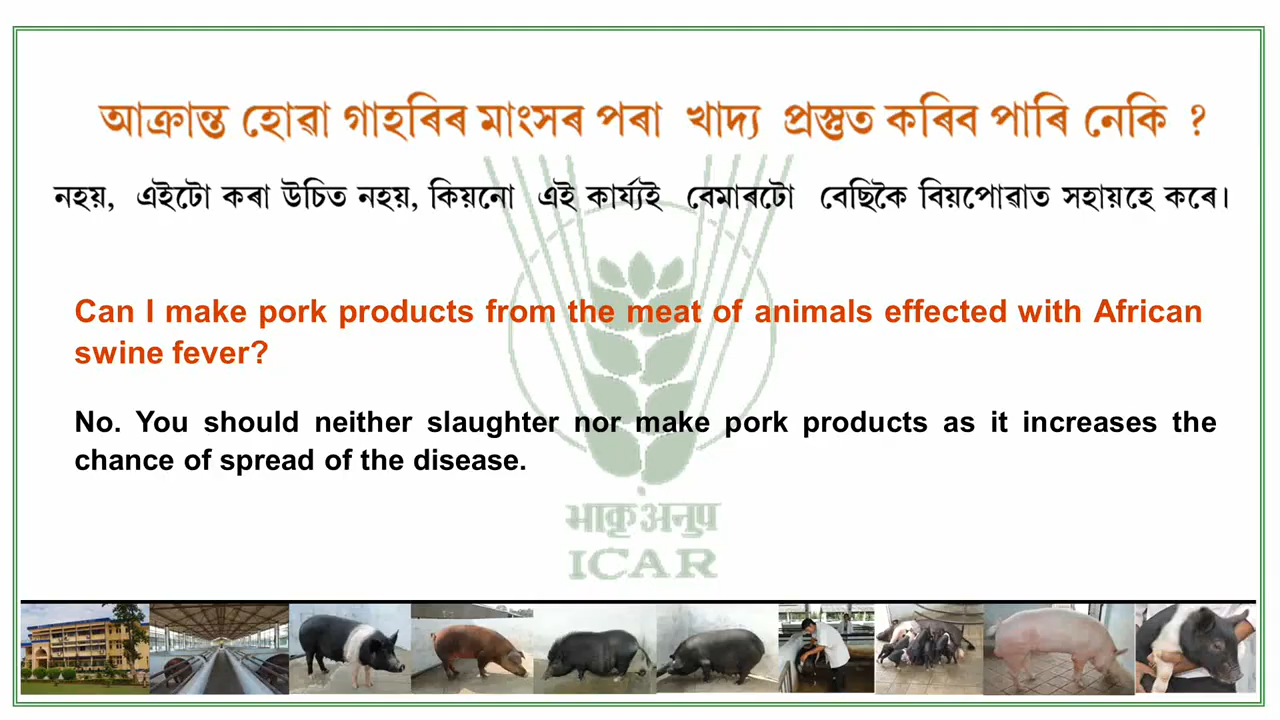 আক্ৰান্ত হোৱা গাহৰিৰ মাংসৰ পৰা খাদ্য প্ৰস্তুত কৰিব পাৰি নেকি ?
নহয়, এইটো কৰা উচিত নহয়, কিয়নো এই কাৰ্য্যই বেমাৰটো বেছিকৈ বিয়পোৱাত সহায়হে কৰে।
Can I make pork products from the meat of animals effected with African
swine fever?
No. You should neither slaughter nor make pork products as it increases the
chance of spread of the disease.
भाकृअनुप
ICAR